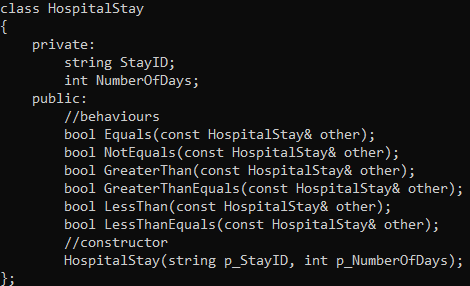 class HospitalStay
{
    private:
        string StayID;
        int NumberOfDays;
    public:
        //behaviours
        bool Equals(const HospitalStay& other);
        bool NotEquals(const HospitalStay& other);
        bool GreaterThan(const HospitalStay& other);
        bool GreaterThanEquals(const HospitalStay& other);
        bool LessThan(const HospitalStay& other);
        bool LessThanEquals(const HospitalStay& other);
        //constructor
        HospitalStay(string p_StayID, int p_NumberOfDays);
};